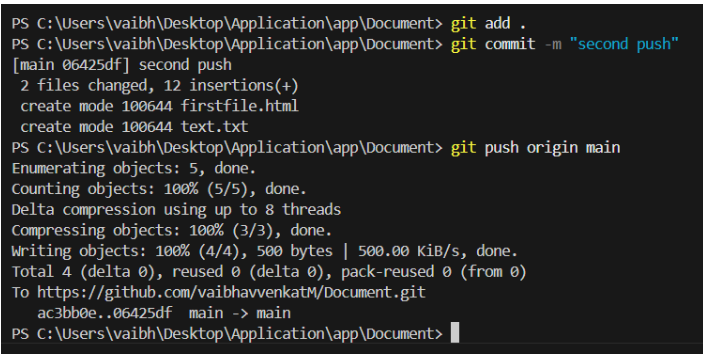 PS C:\Users\vaibh\Desktop\Application\app\Document> git add .
PS C:\Users\vaibh\Desktop\Application\app\Document> git commit -m "second push"
[main 06425df] second push
 2 files changed, 12 insertions(+)
 create mode 100644 firstfile.html
 create mode 100644 text.txt
PS C:\Users\vaibh\Desktop\Application\app\Document> git push origin main
Enumerating objects: 5, done.
Counting objects: 100% (5/5), done.
Delta compression using up to 8 threads
Compressing objects: 100% (3/3), done.
Writing objects: 100% (4/4), 500 bytes | 500.00 KiB/s, done.
Total 4 (delta 0), reused 0 (delta 0), pack-reused 0 (from 0)
To https://github.com/vaibhavvenkatM/Document.git
   ac3bb0e..06425df  main -> main
PS C:\Users\vaibh\Desktop\Application\app\Document>